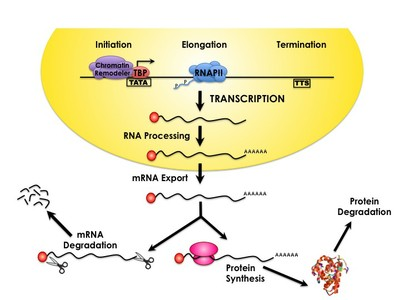 Initiation
Elongation
Termination
Chromatin
Remodeler
TBP
TATA
RNAPII
TTS
TRANSCRIPTION
RNA Processing
AAAAAA
mRNA Export
AAAAAA
mRNA
Degradation
AAAAAA
Protein
Synthesis
Protein
Degradation